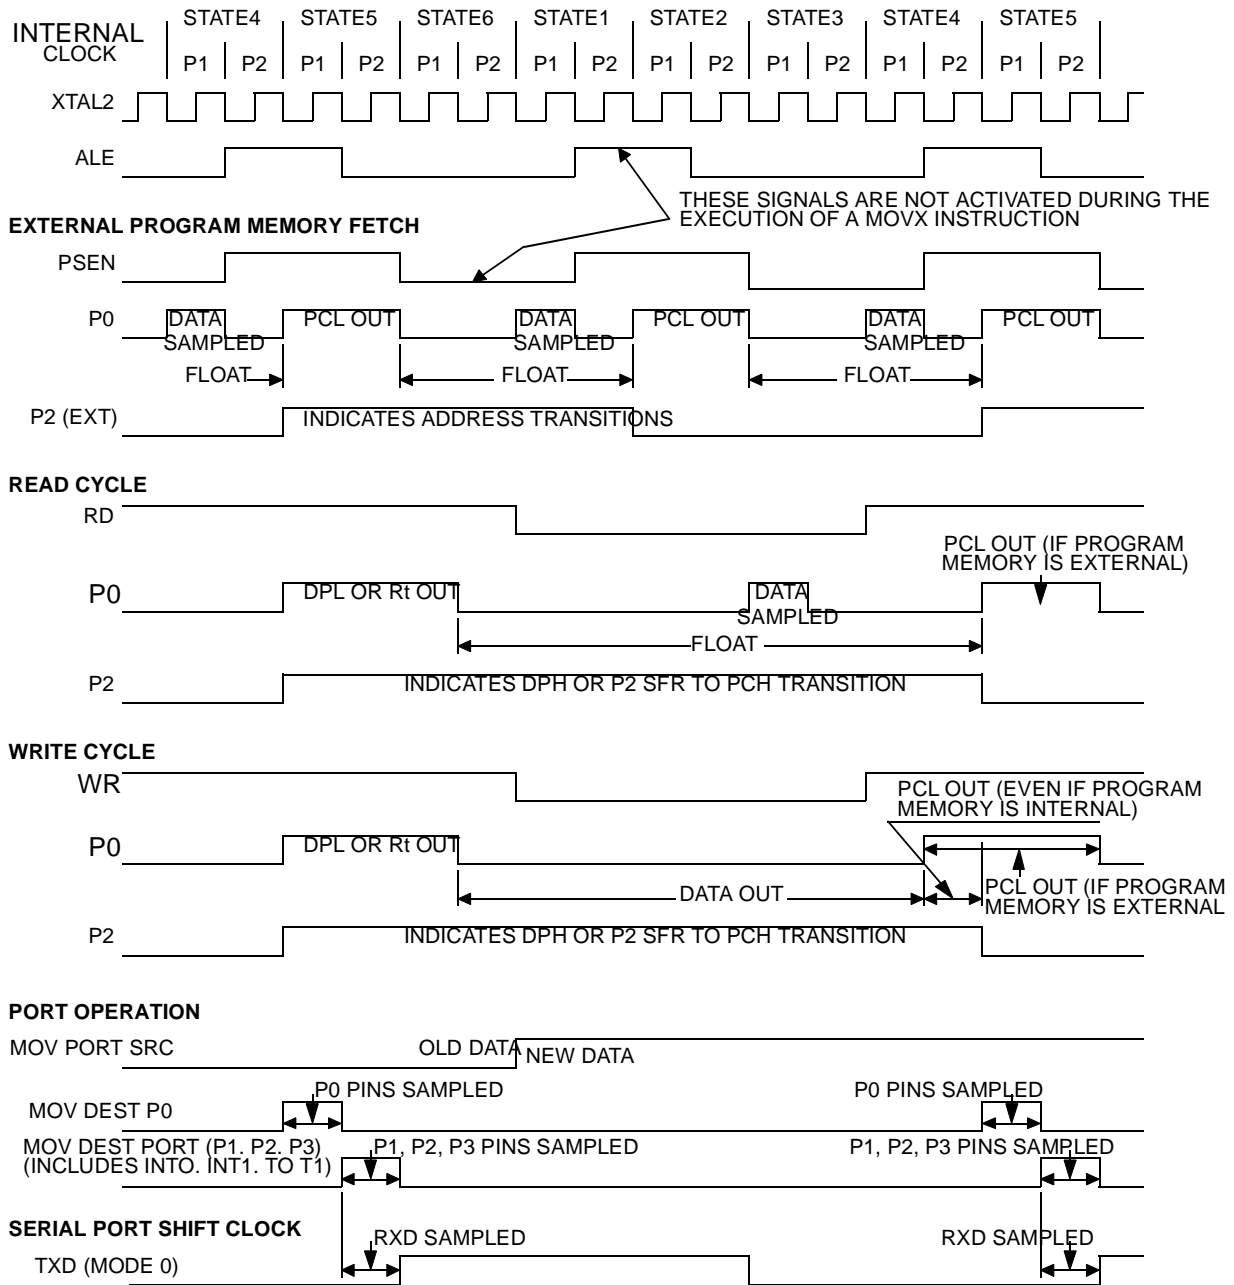 INTERNAL CLOCK
STATE4 STATE5 STATE6 STATE1 STATE2 STATE3 STATE4 STATE5
P1 P2 P1 P2 P1 P2 P1 P2 P1 P2 P1 P2 P1 P2 P1 P2
XTAL2
ALE
THESE SIGNALS ARE NOT ACTIVATED DURING THE
EXECUTION OF A MOVX INSTRUCTION
EXTERNAL PROGRAM MEMORY FETCH
PSEN
P0 DATA SAMPLED PCL OUT DATA SAMPLED PCL OUT DATA SAMPLED PCL OUT
FLOAT FLOAT FLOAT
P2 (EXT) INDICATES ADDRESS TRANSITIONS
READ CYCLE
RD
PCL OUT (IF PROGRAM
MEMORY IS EXTERNAL)
P0 DPL OR Rt OUT DATA SAMPLED
FLOAT
P2 INDICATES DPH OR P2 SFR TO PCH TRANSITION
WRITE CYCLE
WR
PCL OUT (EVEN IF PROGRAM
MEMORY IS INTERNAL)
P0 DPL OR Rt OUT
DATA OUT
PCL OUT (IF PROGRAM
MEMORY IS EXTERNAL
P2 INDICATES DPH OR P2 SFR TO PCH TRANSITION
PORT OPERATION
MOV PORT SRC OLD DATA NEW DATA
P0 PINS SAMPLED P0 PINS SAMPLED
MOV DEST P0
MOV DEST PORT (P1. P2. P3) P1, P2, P3 PINS SAMPLED P1, P2, P3 PINS SAMPLED
(INCLUDES INTO. INT1. TO T1)
SERIAL PORT SHIFT CLOCK
RXD SAMPLED RXD SAMPLED
TXD (MODE 0)